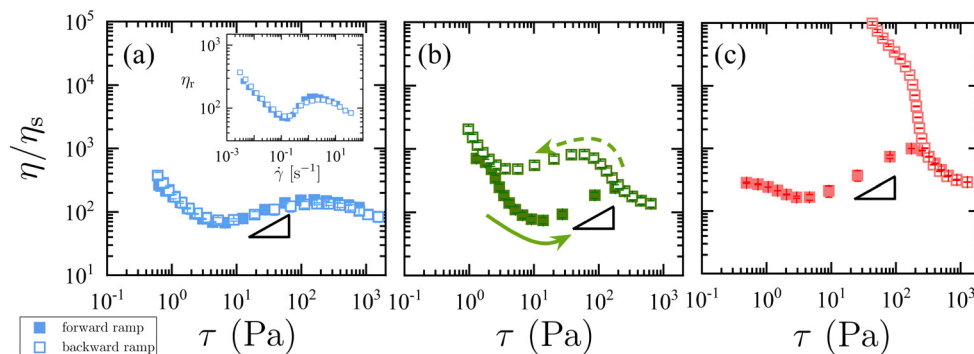 (a)
(b)
(c)
η/ηs
10^5
10^4
10^3
10^2
10^1
10^-1 10^0 10^1 10^2 10^3
τ (Pa)
ηr
10^3
10^2
10^-3 10^-1 10^1
γ̇ [s^-1]
10^-1 10^0 10^1 10^2 10^3
τ (Pa)
10^-1 10^0 10^1 10^2 10^3
τ (Pa)
forward ramp
backward ramp